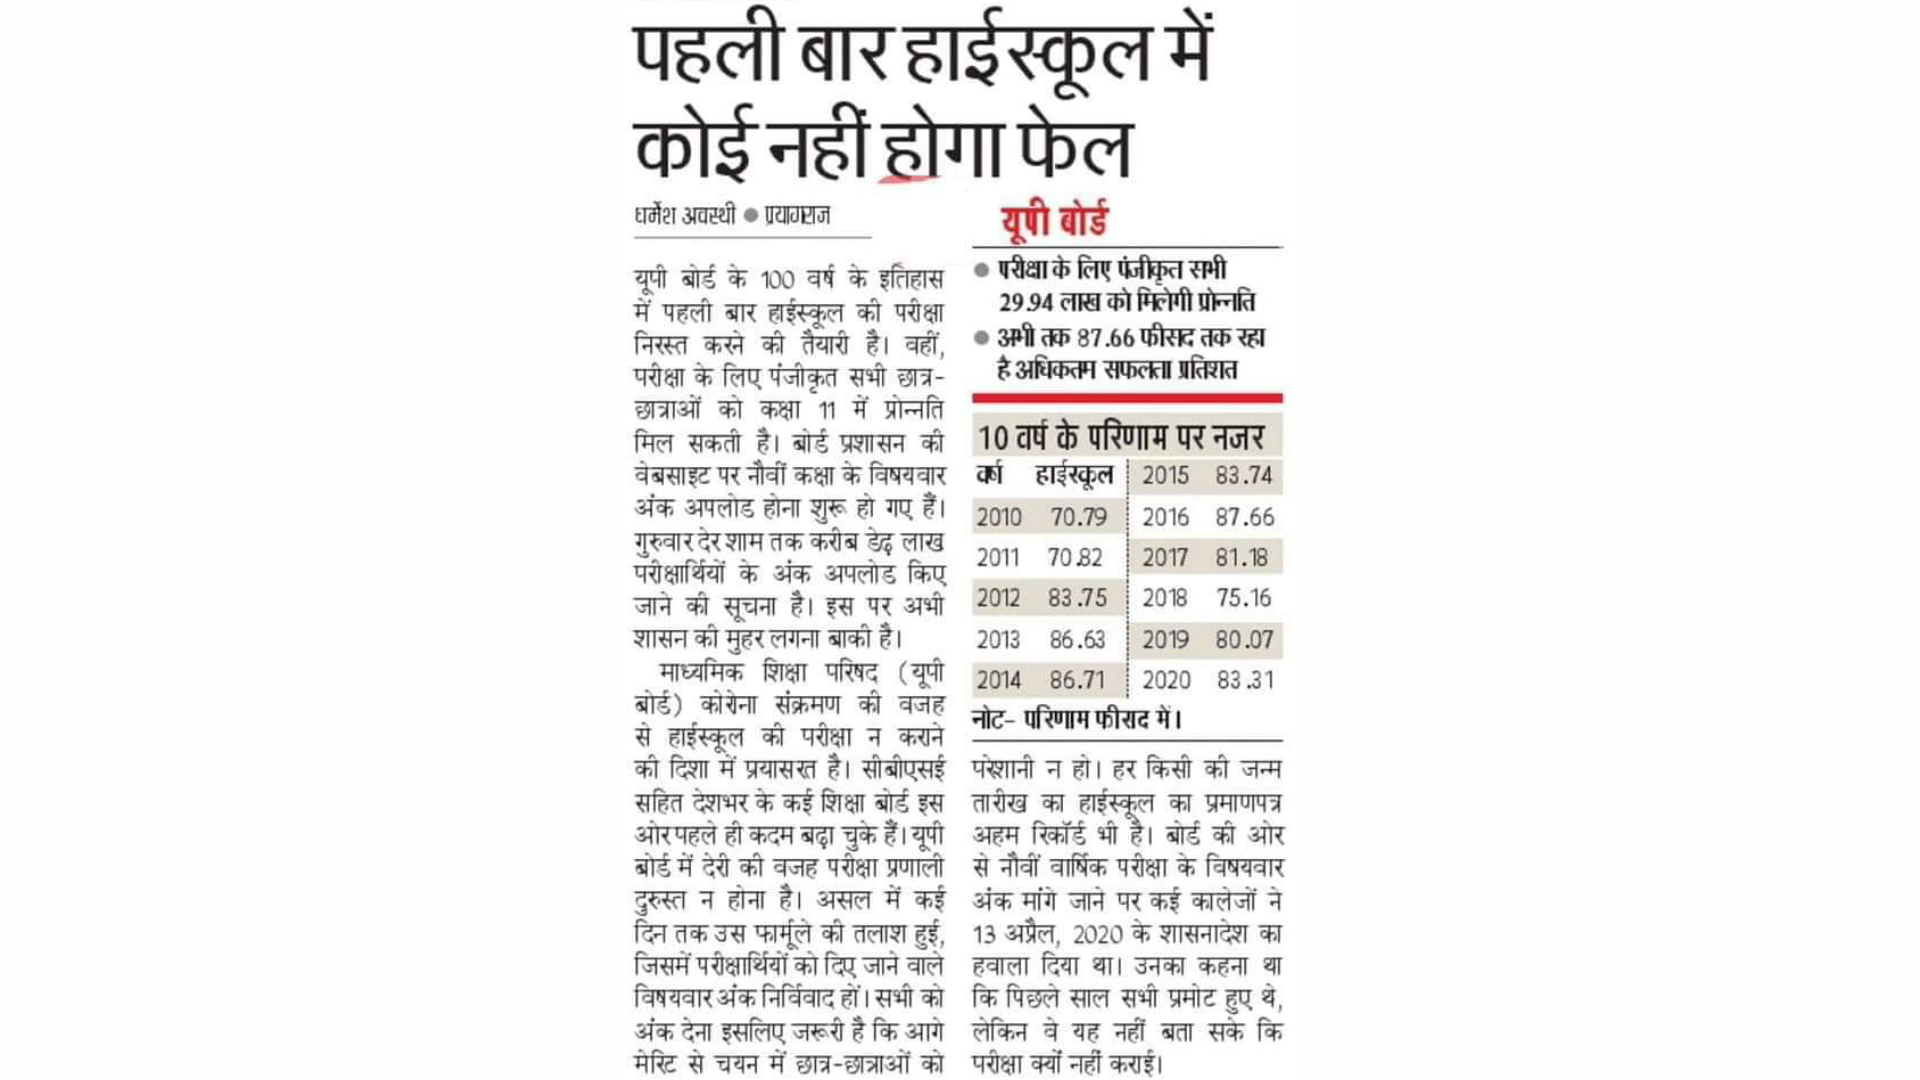 पहली बार हाईस्कूल में
कोई नहीं होगा फेल
धर्मेश अवस्थी ● प्रयागराज
यूपी बोर्ड के 100 वर्ष के इतिहास
में पहली बार हाईस्कूल की परीक्षा
निरस्त करने की तैयारी है। वहीं,
परीक्षा के लिए पंजीकृत सभी छात्र-
छात्राओं को कक्षा 11 में प्रोन्नति
मिल सकती है। बोर्ड प्रशासन की
वेबसाइट पर नौवीं कक्षा के विषयवार
अंक अपलोड होना शुरू हो गए हैं।
गुरुवार देर शाम तक करीब डेढ़ लाख
परीक्षार्थियों के अंक अपलोड किए
जाने की सूचना है। इस पर अभी
शासन की मुहर लगना बाकी है।
माध्यमिक शिक्षा परिषद (यूपी
बोर्ड) कोरोना संक्रमण की वजह
से हाईस्कूल की परीक्षा न कराने
की दिशा में प्रयासरत है। सीबीएसई
सहित देशभर के कई शिक्षा बोर्ड इस
ओर पहले ही कदम बढ़ा चुके हैं। यूपी
बोर्ड में देरी की वजह परीक्षा प्रणाली
दुरुस्त न होना है। असल में कई
दिन तक उस फार्मूले की तलाश हुई,
जिसमें परीक्षार्थियों को दिए जाने वाले
विषयवार अंक निर्विवाद हों। सभी को
अंक देना इसलिए जरूरी है कि आगे
मेरिट से चयन में छात्र-छात्राओं को
यूपी बोर्ड
● परीक्षा के लिए पंजीकृत सभी
29.94 लाख को मिलेगी प्रोन्नति
● अभी तक 87.66 फीसद तक रहा
है अधिकतम सफलता प्रतिशत
10 वर्ष के परिणाम पर नजर
वर्ष हाईस्कूल 2015 83.74
2010 70.79 2016 87.66
2011 70.82 2017 81.18
2012 83.75 2018 75.16
2013 86.63 2019 80.07
2014 86.71 2020 83.31
नोट- परिणाम फीसद में।
परेशानी न हो। हर किसी की जन्म
तारीख का हाईस्कूल का प्रमाणपत्र
अहम रिकॉर्ड भी है। बोर्ड की ओर
से नौवीं वार्षिक परीक्षा के विषयवार
अंक मांगे जाने पर कई कालेजों ने
13 अप्रैल, 2020 के शासनादेश का
हवाला दिया था। उनका कहना था
कि पिछले साल सभी प्रमोट हुए थे,
लेकिन वे यह नहीं बता सके कि
परीक्षा क्यों नहीं कराई।